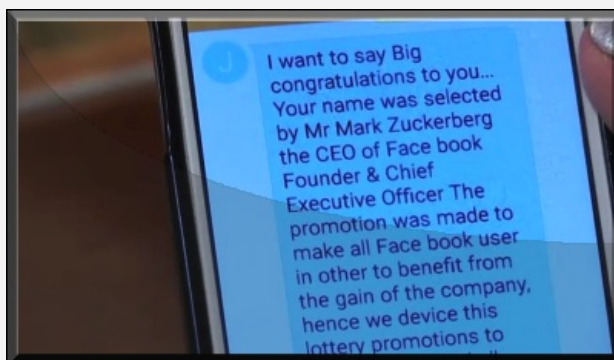 J
I want to say Big
congratulations to you...
Your name was selected
by Mr Mark Zuckerberg
the CEO of Face book
Founder & Chief
Executive Officer The
promotion was made to
make all Face book user
in other to benefit from
the gain of the company,
hence we device this
lottery promotions to